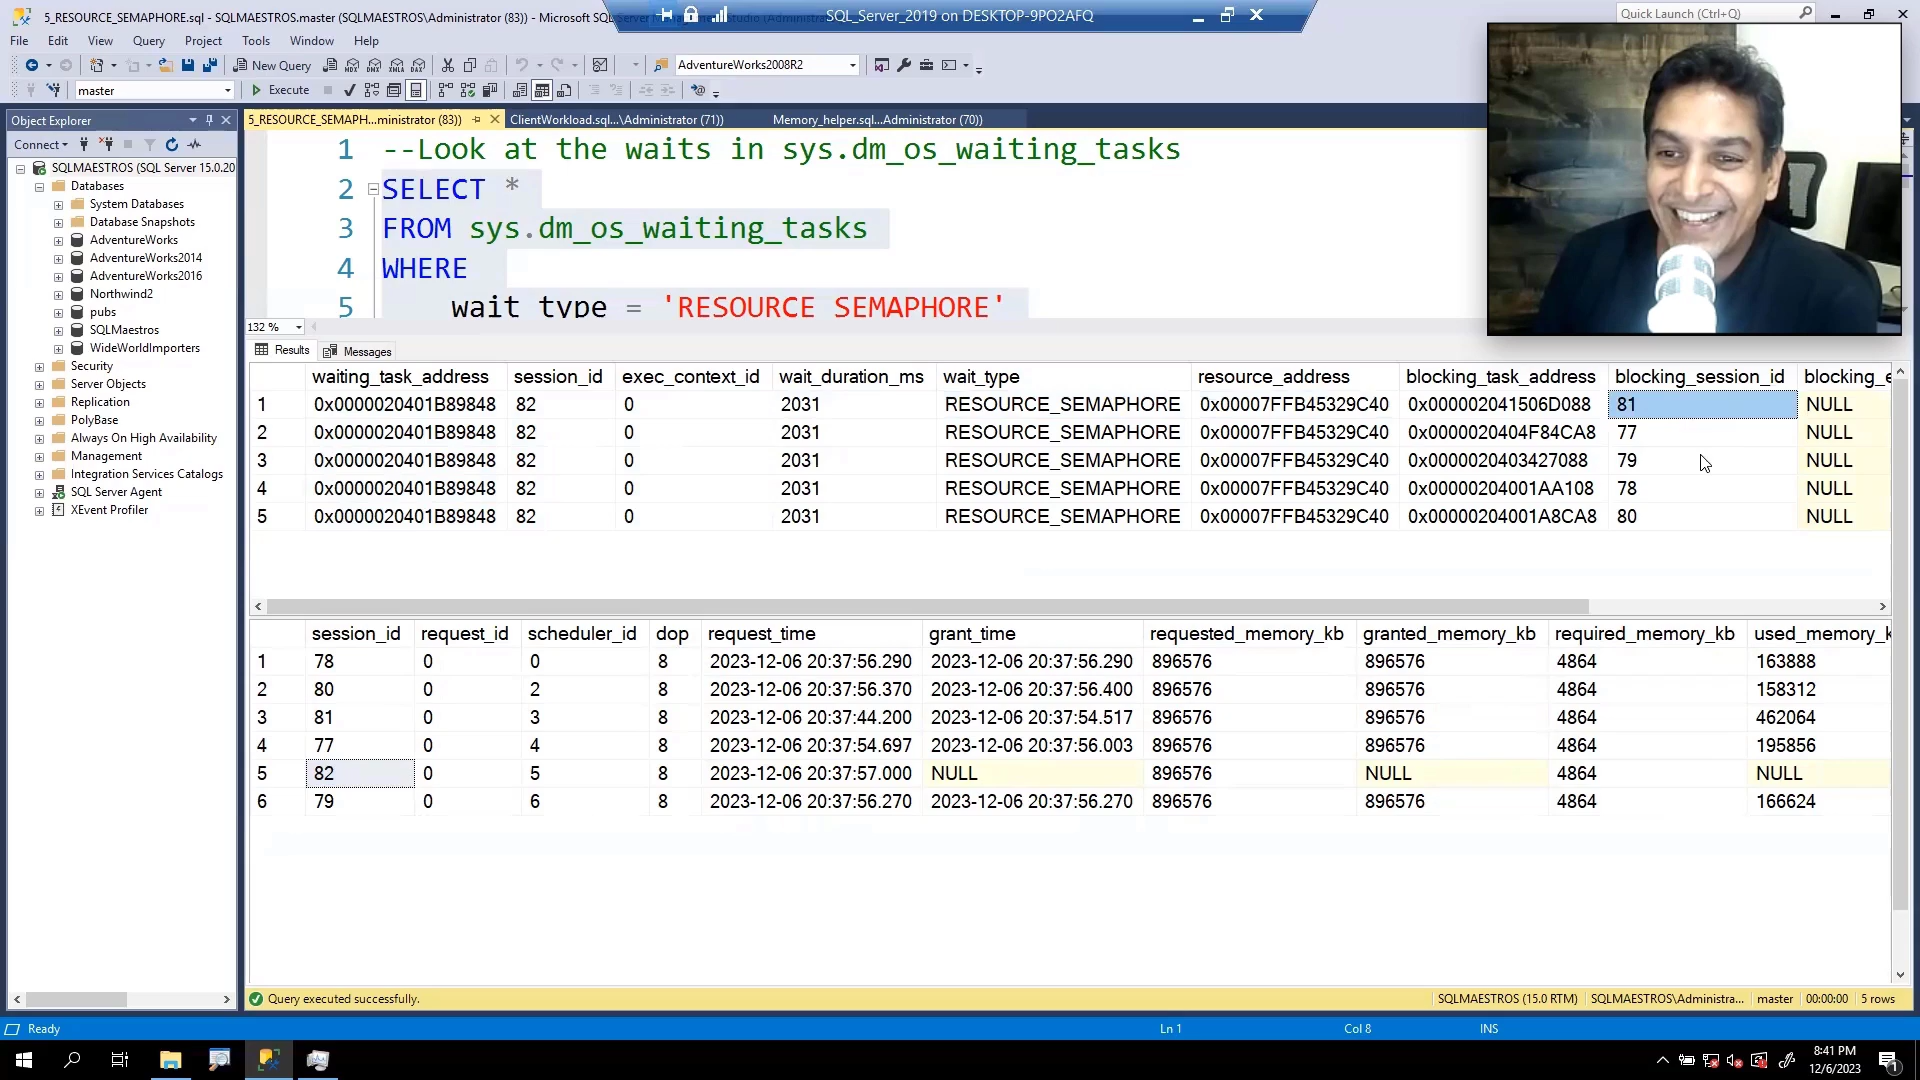 5_RESOURCE_SEMAPHORE.sql - SQLMAESTROS.master (SQLMAESTROS\Administrator (83)) - Microsoft SQL
SQL_Server_2019 on DESKTOP-9PO2AFQ
Quick Launch (Ctrl+Q)
File Edit View Query Project Tools Window Help
New Query AdventureWorks2008R2
master Execute
Object Explorer
5_RESOURCE_SEMAPH...ministrator (83)) ClientWorkload.sql...\Administrator (71)) Memory_helper.sql...Administrator (70))
Connect
SQLMAESTROS (SQL Server 15.0.20
Databases
System Databases
Database Snapshots
AdventureWorks
AdventureWorks2014
AdventureWorks2016
Northwind2
pubs
SQLMaestros
WideWorldImporters
Security
Server Objects
Replication
PolyBase
Always On High Availability
Management
Integration Services Catalogs
SQL Server Agent
XEvent Profiler
1 --Look at the waits in sys.dm_os_waiting_tasks
2 SELECT *
3 FROM sys.dm_os_waiting_tasks
4 WHERE
5 wait_type = 'RESOURCE_SEMAPHORE'
132 %
Results Messages
waiting_task_address session_id exec_context_id wait_duration_ms wait_type resource_address blocking_task_address blocking_session_id blocking_e
1 0x0000020401B89848 82 0 2031 RESOURCE_SEMAPHORE 0x00007FFB45329C40 0x000002041506D088 81 NULL
2 0x0000020401B89848 82 0 2031 RESOURCE_SEMAPHORE 0x00007FFB45329C40 0x0000020404F84CA8 77 NULL
3 0x0000020401B89848 82 0 2031 RESOURCE_SEMAPHORE 0x00007FFB45329C40 0x0000020403427088 79 NULL
4 0x0000020401B89848 82 0 2031 RESOURCE_SEMAPHORE 0x00007FFB45329C40 0x00000204001AA108 78 NULL
5 0x0000020401B89848 82 0 2031 RESOURCE_SEMAPHORE 0x00007FFB45329C40 0x00000204001A8CA8 80 NULL
session_id request_id scheduler_id dop request_time grant_time requested_memory_kb granted_memory_kb required_memory_kb used_memory_k
1 78 0 0 8 2023-12-06 20:37:56.290 2023-12-06 20:37:56.290 896576 896576 4864 163888
2 80 0 2 8 2023-12-06 20:37:56.370 2023-12-06 20:37:56.400 896576 896576 4864 158312
3 81 0 3 8 2023-12-06 20:37:44.200 2023-12-06 20:37:54.517 896576 896576 4864 462064
4 77 0 4 8 2023-12-06 20:37:54.697 2023-12-06 20:37:56.003 896576 896576 4864 195856
5 82 0 5 8 2023-12-06 20:37:57.000 NULL 896576 NULL 4864 NULL
6 79 0 6 8 2023-12-06 20:37:56.270 2023-12-06 20:37:56.270 896576 896576 4864 166624
Query executed successfully. SQLMAESTROS (15.0 RTM) SQLMAESTROS\Administra... master 00:00:00 5 rows
Ready Ln 1 Col 8 INS
8:41 PM
12/6/2023
1